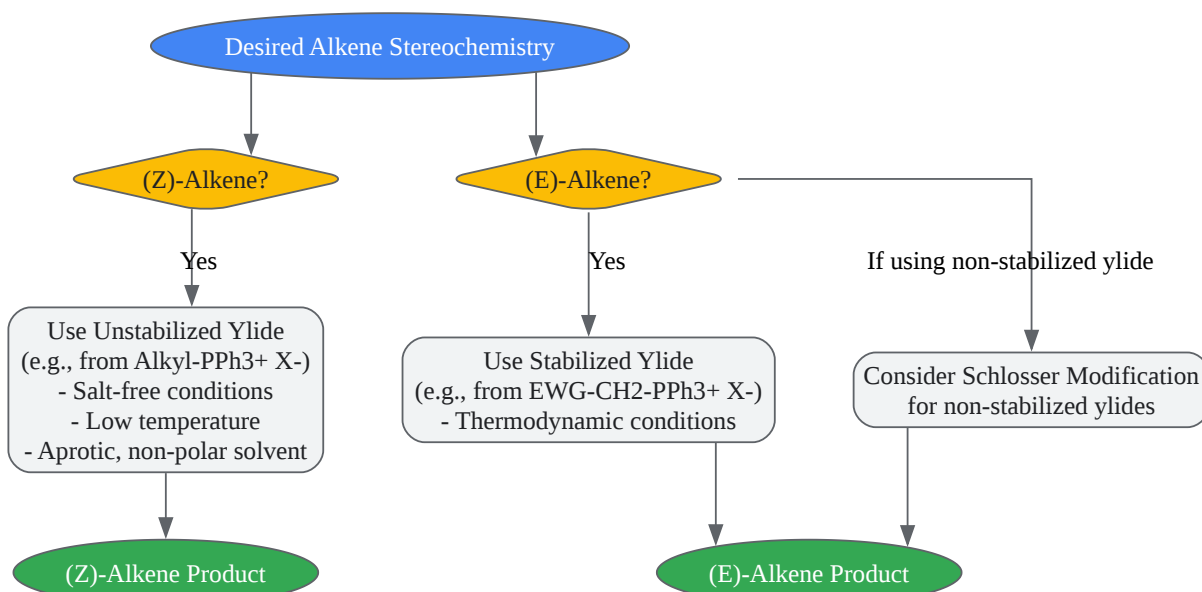 Desired Alkene Stereochemistry
(Z)-Alkene?
(E)-Alkene?
Yes
Yes
If using non-stabilized ylide
Use Unstabilized Ylide
(e.g., from Alkyl-PPh3+ X-)
- Salt-free conditions
- Low temperature
- Aprotic, non-polar solvent
Use Stabilized Ylide
(e.g., from EWG-CH2-PPh3+ X-)
- Thermodynamic conditions
Consider Schlosser Modification
for non-stabilized ylides
(Z)-Alkene Product
(E)-Alkene Product